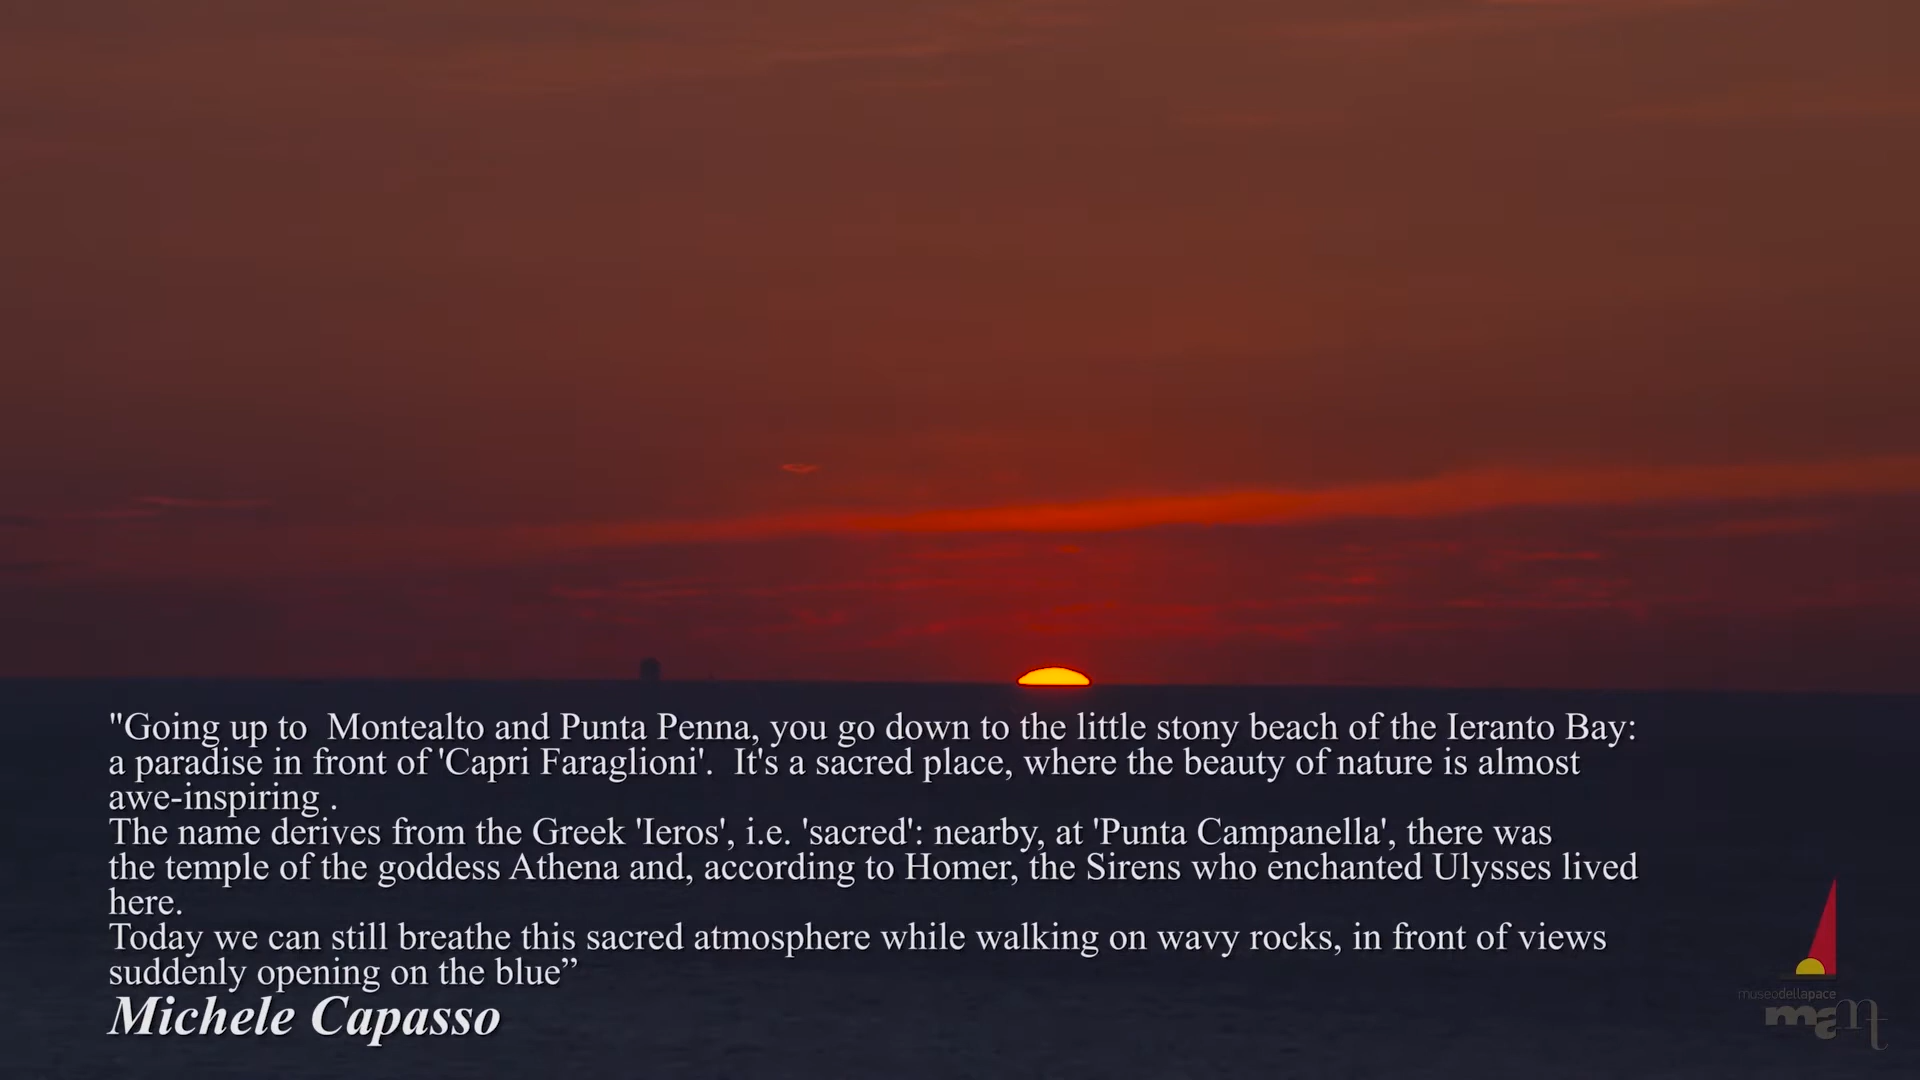 "Going up to  Montealto and Punta Penna, you go down to the little stony beach of the Ieranto Bay:
a paradise in front of 'Capri Faraglioni'.  It's a sacred place, where the beauty of nature is almost
awe-inspiring .
The name derives from the Greek 'Ieros', i.e. 'sacred': nearby, at 'Punta Campanella', there was
the temple of the goddess Athena and, according to Homer, the Sirens who enchanted Ulysses lived
here.
Today we can still breathe this sacred atmosphere while walking on wavy rocks, in front of views
suddenly opening on the blue”
Michele Capasso
museodellapace
mamt